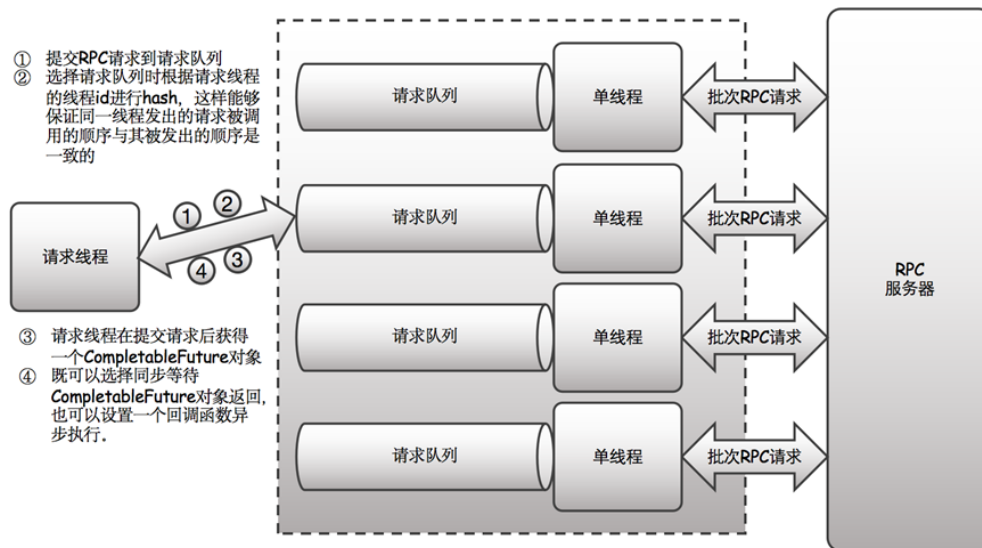 ① 提交RPC请求到请求队列
② 选择请求队列时根据请求线程
的线程id进行hash，这样能够
保证同一线程发出的请求被调
用的顺序与其被发出的顺序是
一致的
请求线程
① ②
④ ③
③ 请求线程在提交请求后获得
一个CompletableFuture对象
④ 既可以选择同步等待
CompletableFuture对象返回，
也可以设置一个回调函数异
步执行。
请求队列 单线程 批次RPC请求
请求队列 单线程 批次RPC请求
请求队列 单线程 批次RPC请求
请求队列 单线程 批次RPC请求
RPC
服务器